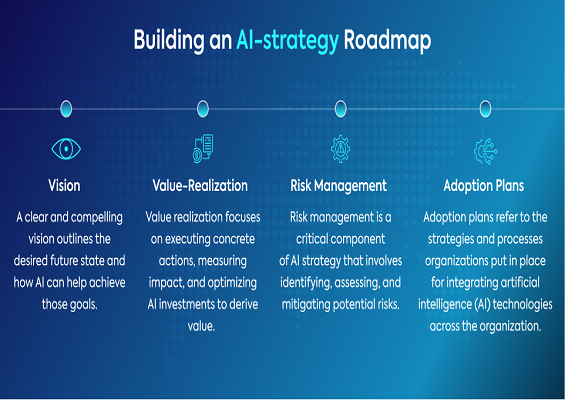 Building an AI-strategy Roadmap
Vision
A clear and compelling
vision outlines the
desired future state and
how AI can help achieve
those goals.
Value-Realization
Value realization focuses
on executing concrete
actions, measuring
impact, and optimizing
AI investments to derive
value.
Risk Management
Risk management is a
critical component
of AI strategy that involves
identifying, assessing, and
mitigating potential risks.
Adoption Plans
Adoption plans refer to the
strategies and processes
organizations put in place
for integrating artificial
intelligence (AI) technologies
across the organization.